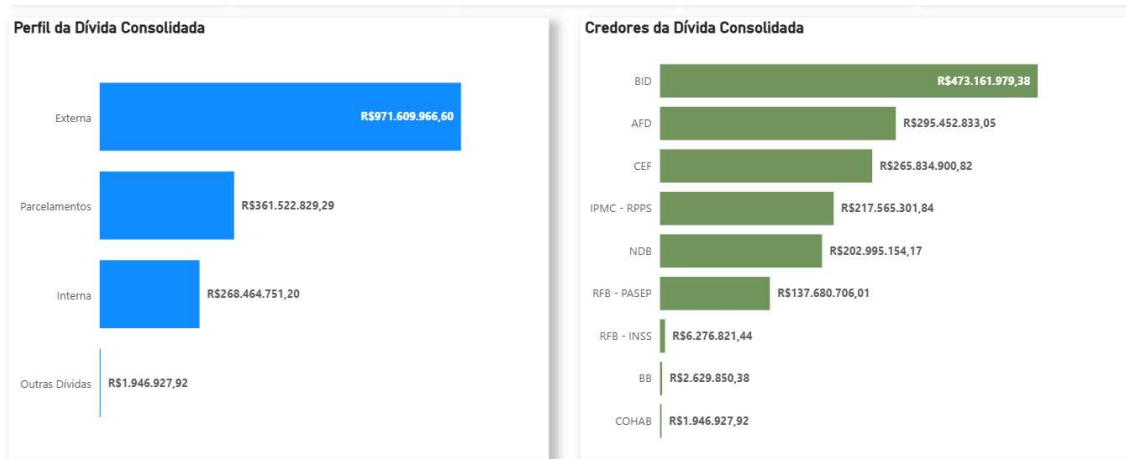 Perfil da Dívida Consolidada
Externa R$971.609.966,60
Parcelamentos R$361.522.829,29
Interna R$268.464.751,20
Outras Dívidas R$1.946.927,92
Credores da Dívida Consolidada
BID R$473.161.979,38
AFD R$295.452.833,05
CEF R$265.834.900,82
IPMC - RPPS R$217.565.301,84
NDB R$202.995.154,17
RFB - PASEP R$137.680.706,01
RFB - INSS R$6.276.821,44
BB R$2.629.850,38
COHAB R$1.946.927,92